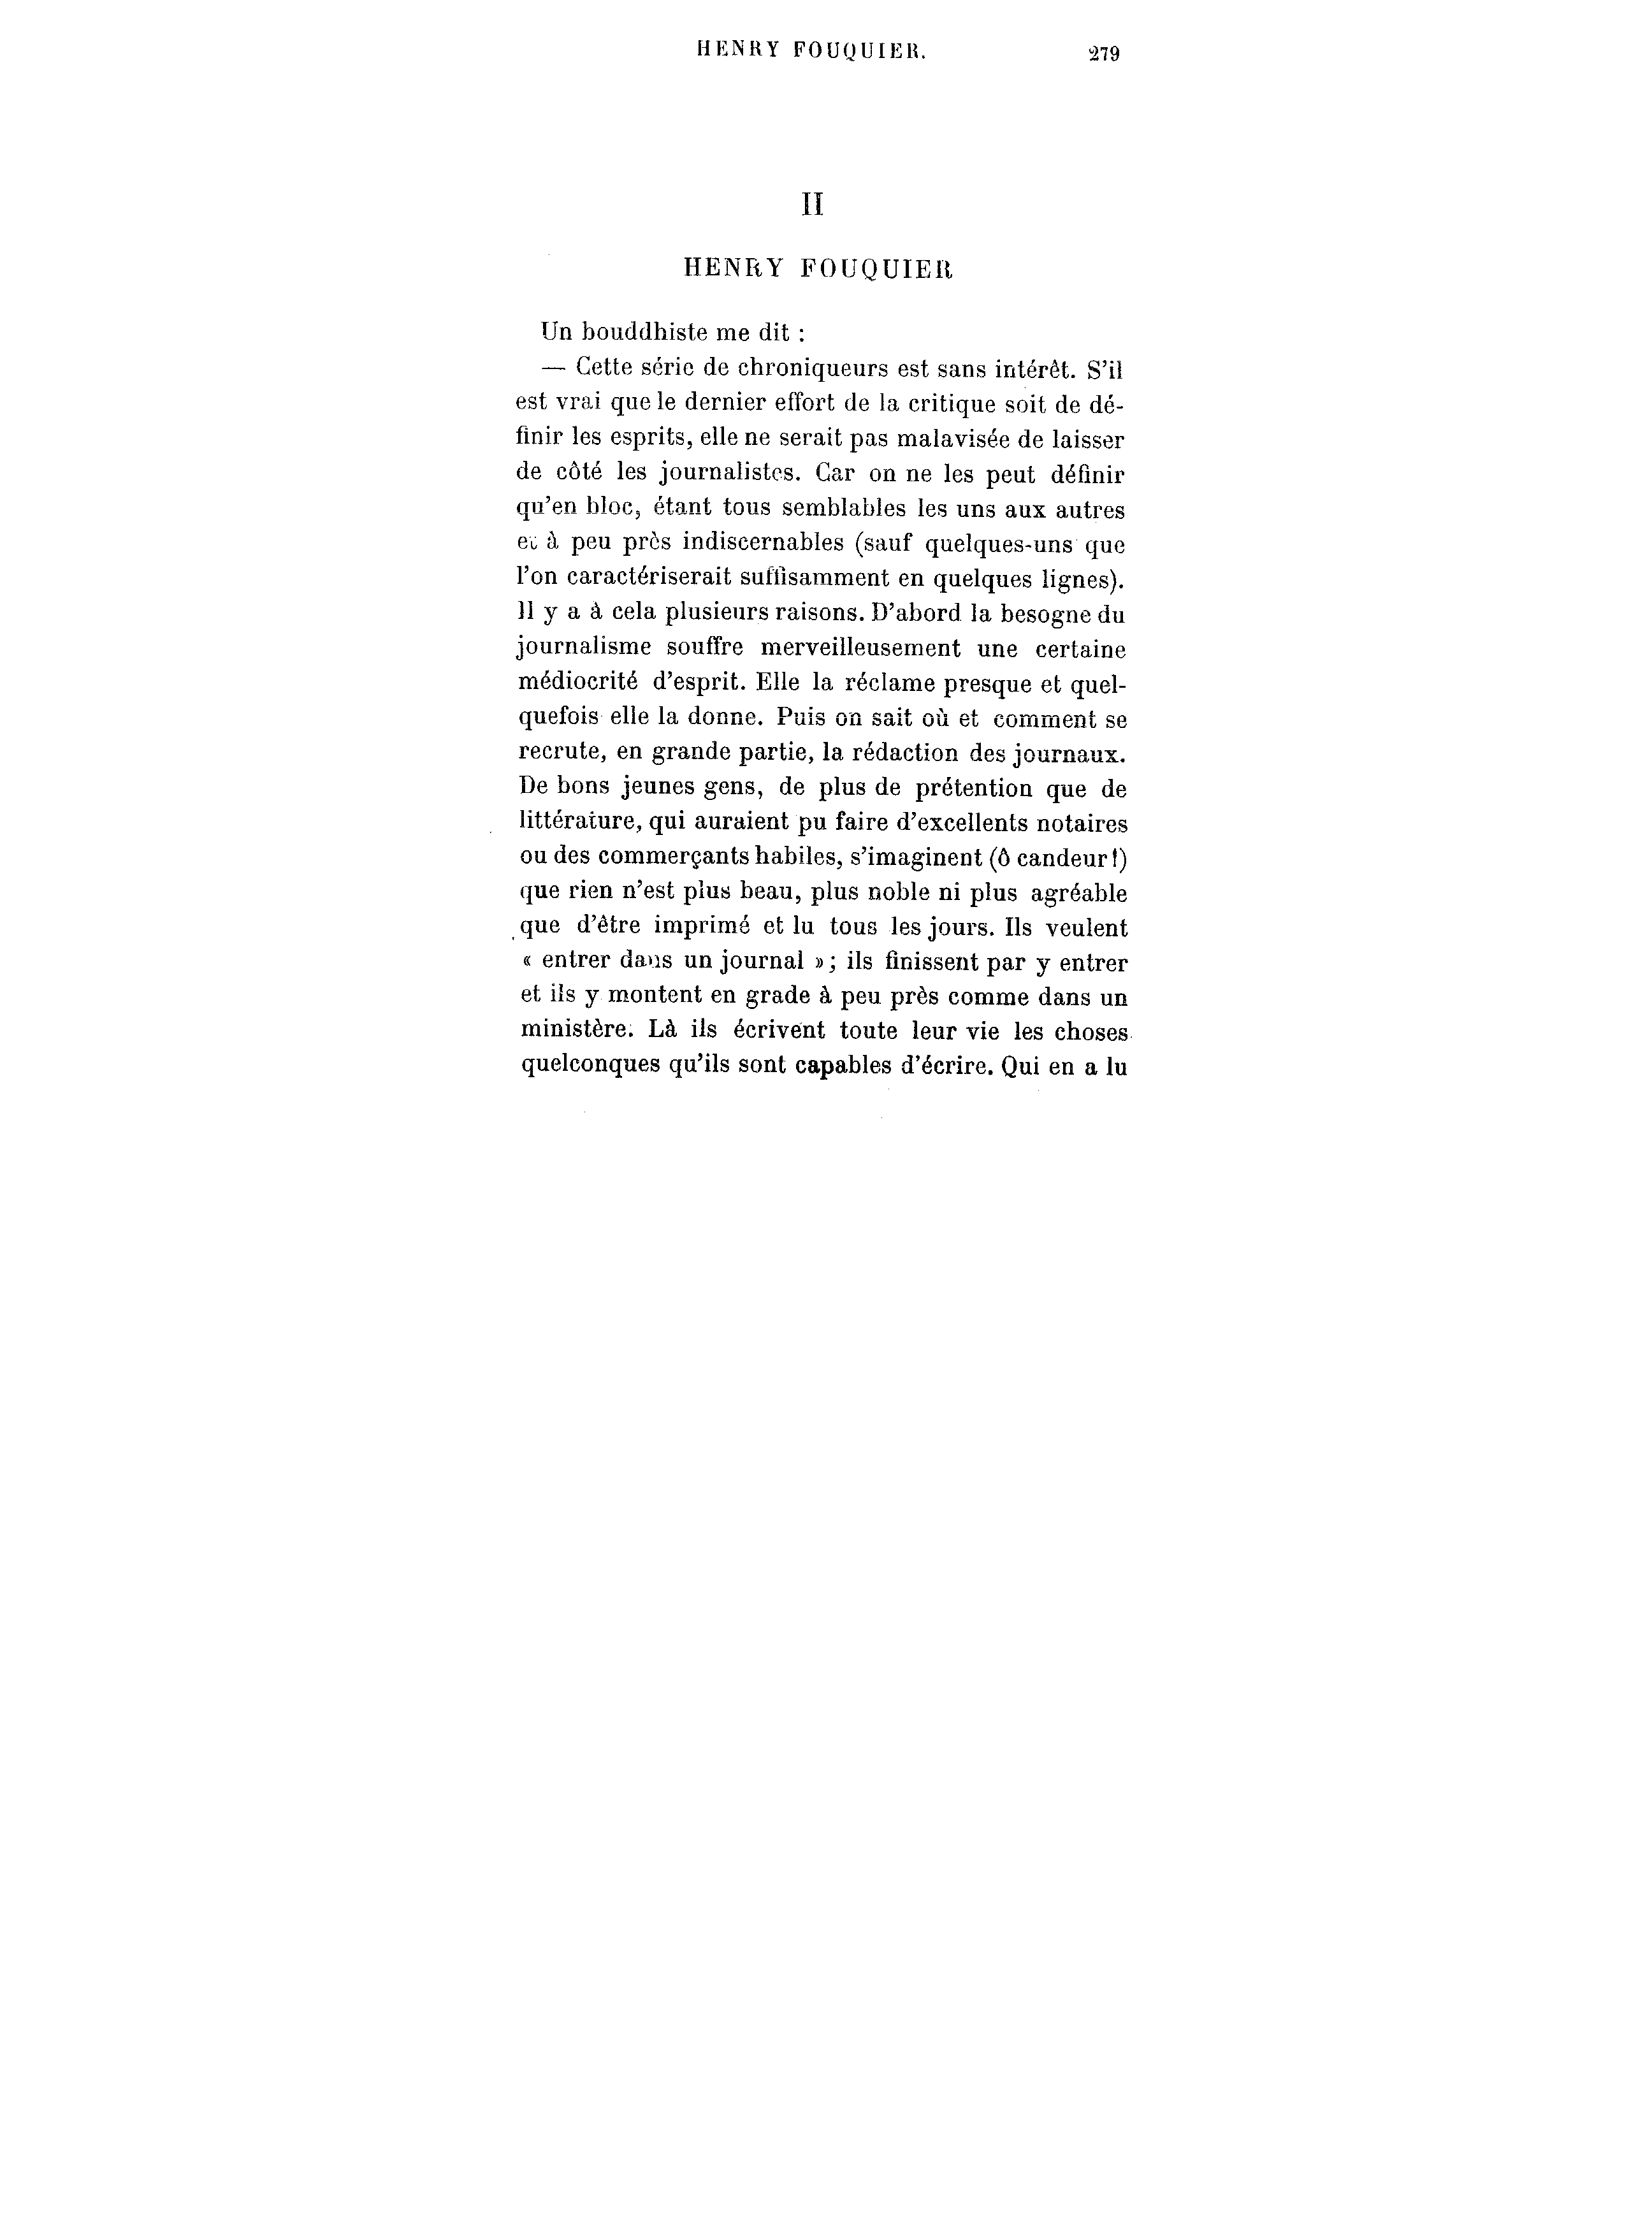 HENRY FOUQUIER.
279
II
HENRY FOUQUIER
Un bouddhiste me dit :
— Cette série de chroniqueurs est sans intérêt. S'il
est vrai que le dernier effort de la critique soit de dé-
finir les esprits, elle ne serait pas malavisée de laisser
de côté les journalistes. Car on ne les peut définir
qu'en bloc, étant tous semblables les uns aux autres
et à peu près indiscernables (sauf quelques-uns que
l'on caractériserait suffisamment en quelques lignes).
Il y a à cela plusieurs raisons. D'abord la besogne du
journalisme souffre merveilleusement une certaine
médiocrité d'esprit. Elle la réclame presque et quel-
quefois elle la donne. Puis on sait où et comment se
recrute, en grande partie, la rédaction des journaux.
De bons jeunes gens, de plus de prétention que de
littérature, qui auraient pu faire d'excellents notaires
ou des commerçants habiles, s'imaginent (ô candeur !)
que rien n'est plus beau, plus noble ni plus agréable
que d'être imprimé et lu tous les jours. Ils veulent
« entrer dans un journal » ; ils finissent par y entrer
et ils y montent en grade à peu près comme dans un
ministère. Là ils écrivent toute leur vie les choses
quelconques qu'ils sont capables d'écrire. Qui en a lu